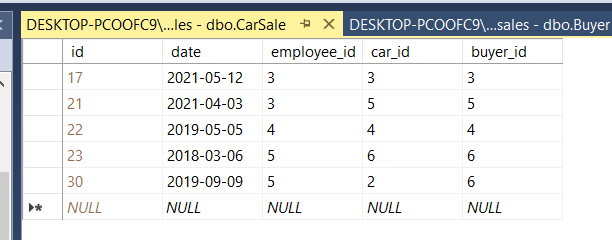 DESKTOP-PCOOFC9\...les - dbo.CarSale DESKTOP-PCOOFC9\...sales - dbo.Buyer
id date employee_id car_id buyer_id
17 2021-05-12 3 3 3
21 2021-04-03 3 5 5
22 2019-05-05 4 4 4
23 2018-03-06 5 6 6
30 2019-09-09 5 2 6
NULL NULL NULL NULL NULL